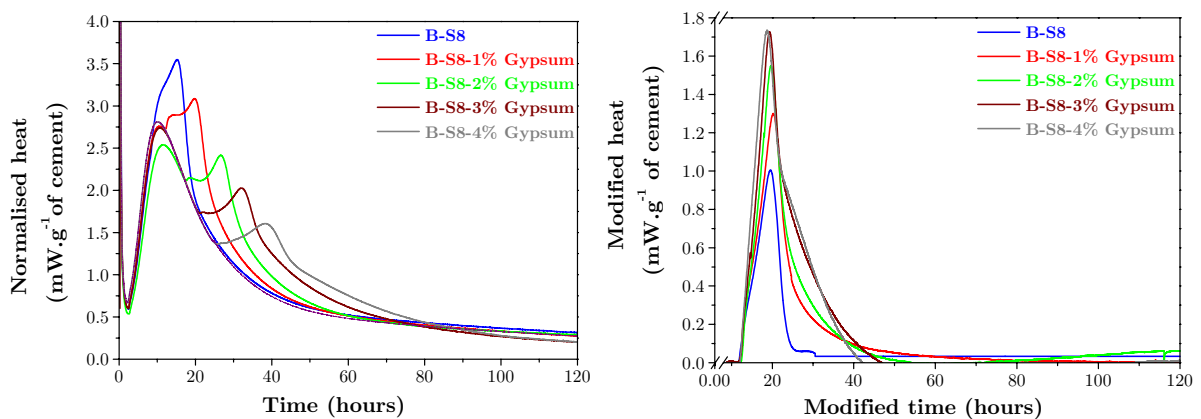 4.0
3.5
3.0
2.5
2.0
1.5
1.0
0.5
0.0
0 20 40 60 80 100 120
Normalised heat
(mW.g⁻¹ of cement)
Time (hours)
B-S8
B-S8-1% Gypsum
B-S8-2% Gypsum
B-S8-3% Gypsum
B-S8-4% Gypsum
1.8
1.6
1.4
1.2
1.0
0.8
0.6
0.4
0.2
0.0
0.00 20 40 60 80 100 120
Modified heat
(mW.g⁻¹ of cement)
Modified time (hours)
B-S8
B-S8-1% Gypsum
B-S8-2% Gypsum
B-S8-3% Gypsum
B-S8-4% Gypsum